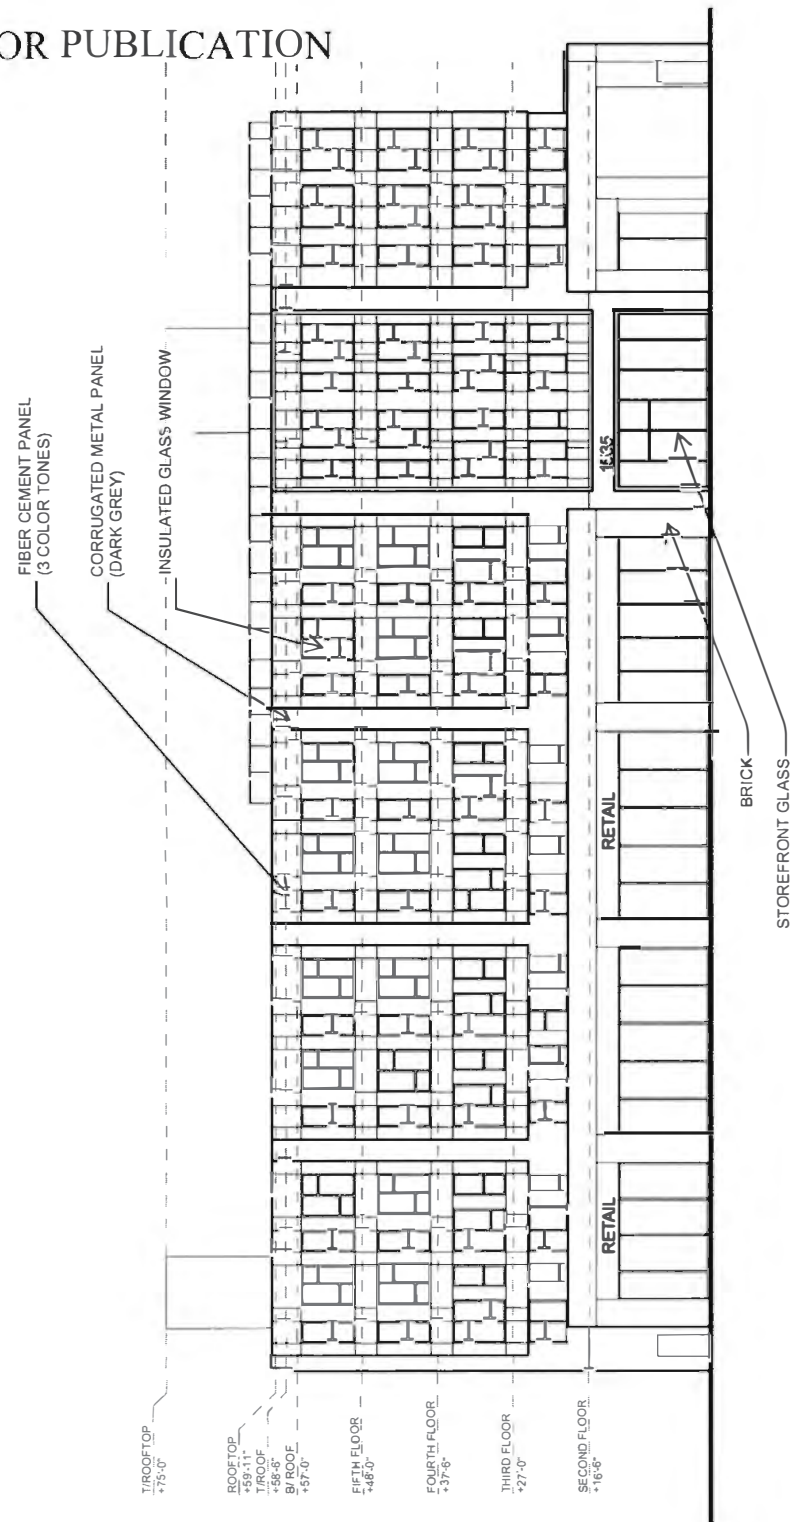 OR PUBLICATION
FIBER CEMENT PANEL
(3 COLOR TONES)
CORRUGATED METAL PANEL
(DARK GREY)
INSULATED GLASS WINDOW
T/ROOFTOP
+75'-0"
ROOFTOP
+59'-11"
T/ROOF
+58'-6"
B/ ROOF
+57'-0"
FIFTH FLOOR
+48'-0"
FOURTH FLOOR
+37'-6"
THIRD FLOOR
+27'-0"
SECOND FLOOR
+16'-6"
RETAIL
RETAIL
1535
BRICK
STOREFRONT GLASS